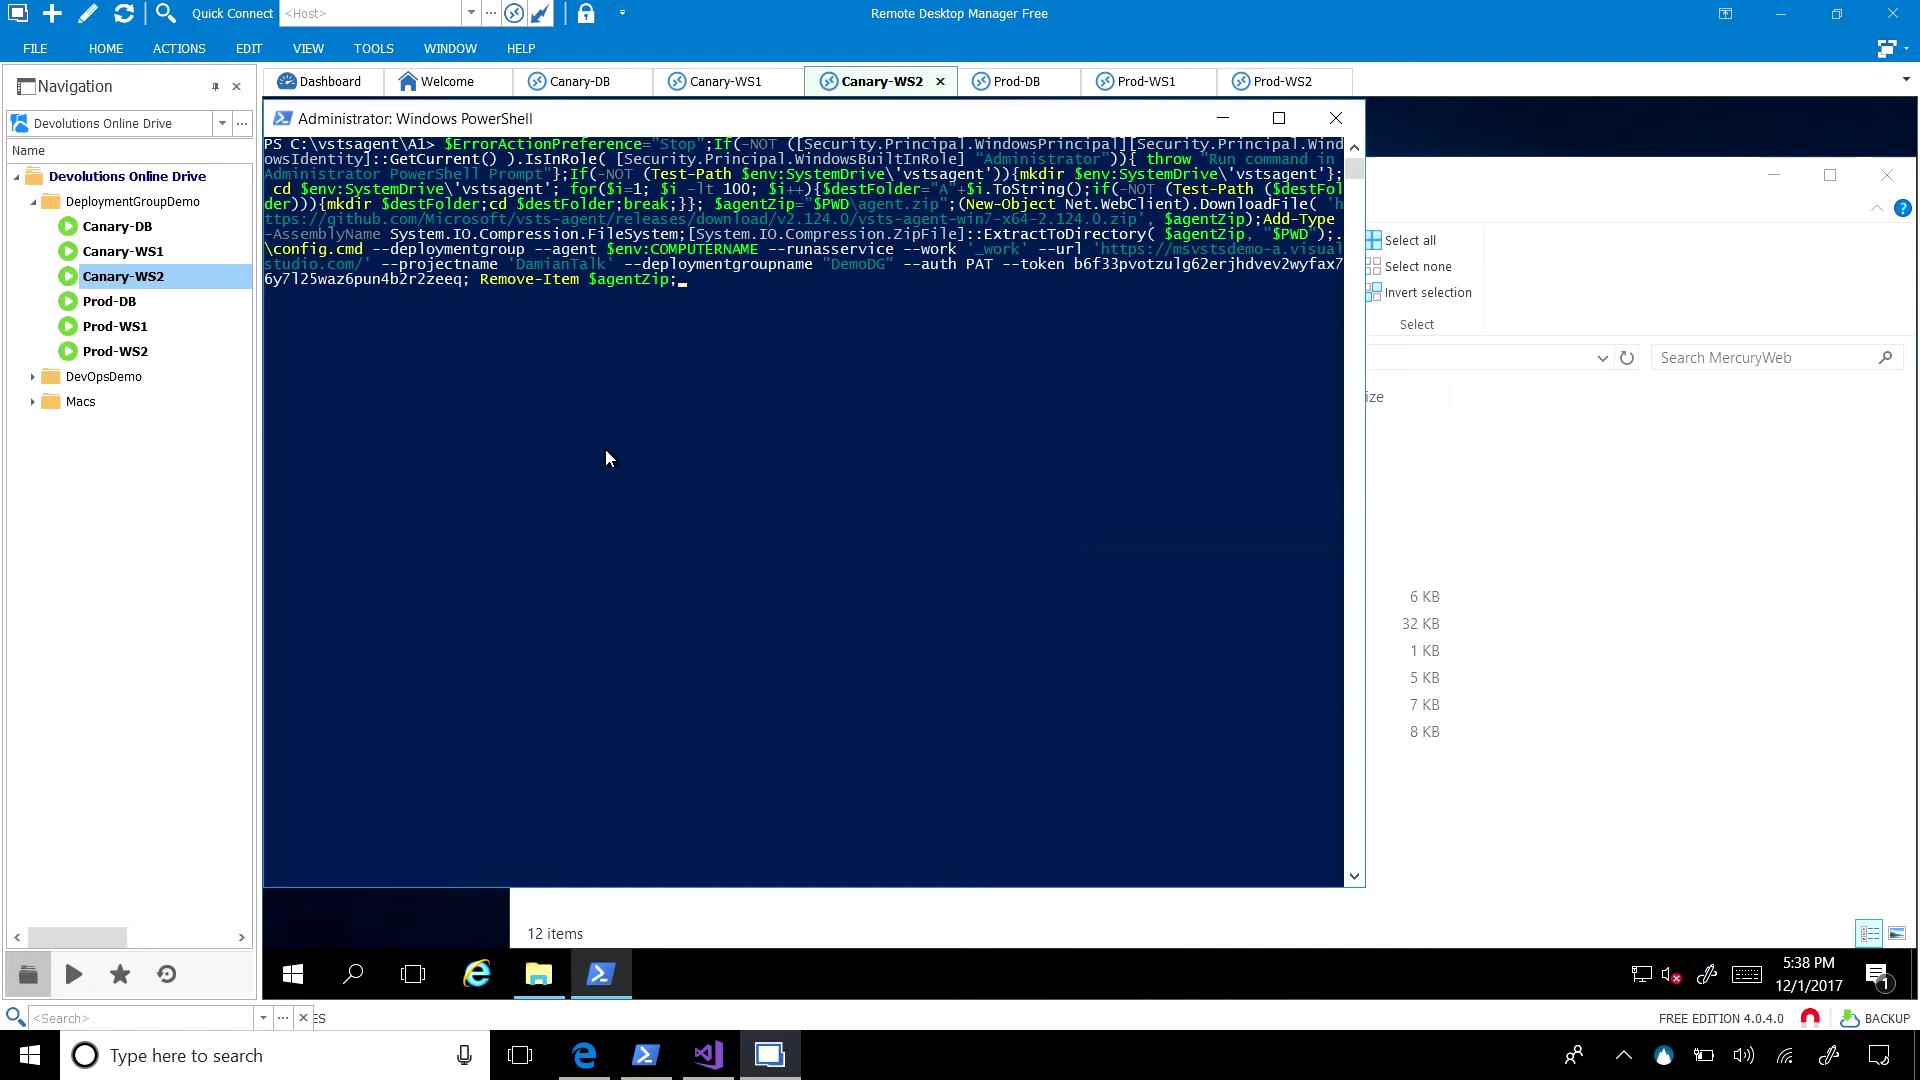 Quick Connect <Host> Remote Desktop Manager Free
FILE HOME ACTIONS EDIT VIEW TOOLS WINDOW HELP
Navigation
Devolutions Online Drive
Name
Devolutions Online Drive
DeploymentGroupDemo
Canary-DB
Canary-WS1
Canary-WS2
Prod-DB
Prod-WS1
Prod-WS2
DevOpsDemo
Macs
Dashboard Welcome Canary-DB Canary-WS1 Canary-WS2 Prod-DB Prod-WS1 Prod-WS2
Administrator: Windows PowerShell
PS C:\vstsagent\A1> $ErrorActionPreference="Stop";If(-NOT ([Security.Principal.WindowsPrincipal][Security.Principal.Wind
owsIdentity]::GetCurrent() ).IsInRole( [Security.Principal.WindowsBuiltInRole] "Administrator")){ throw "Run command in
Administrator PowerShell Prompt"};If(-NOT (Test-Path $env:SystemDrive\'vstsagent')){mkdir $env:SystemDrive\'vstsagent'};
cd $env:SystemDrive\'vstsagent'; for($i=1; $i -lt 100; $i++){$destFolder="A"+$i.ToString();if(-NOT (Test-Path ($destFol
der))){mkdir $destFolder;cd $destFolder;break;}}; $agentZip="$PWD\agent.zip";(New-Object Net.WebClient).DownloadFile( 'h
ttps://github.com/Microsoft/vsts-agent/releases/download/v2.124.0/vsts-agent-win7-x64-2.124.0.zip', $agentZip);Add-Type
-AssemblyName System.IO.Compression.FileSystem;[System.IO.Compression.ZipFile]::ExtractToDirectory( $agentZip, "$PWD");.
\config.cmd --deploymentgroup --agent $env:COMPUTERNAME --runasservice --work '_work' --url 'https://msvstsdemo-a.visual
studio.com/' --projectname 'DamianTalk' --deploymentgroupname "DemoDG" --auth PAT --token b6f33pvotzulg62erjhdvev2wyfax7
6y7l25waz6pun4b2r2zeeq; Remove-Item $agentZip;
Select all
Select none
Invert selection
Select
Search MercuryWeb
ize
6 KB
32 KB
1 KB
5 KB
7 KB
8 KB
12 items
5:38 PM
12/1/2017
1
<Search> ES FREE EDITION 4.0.4.0 BACKUP
Type here to search